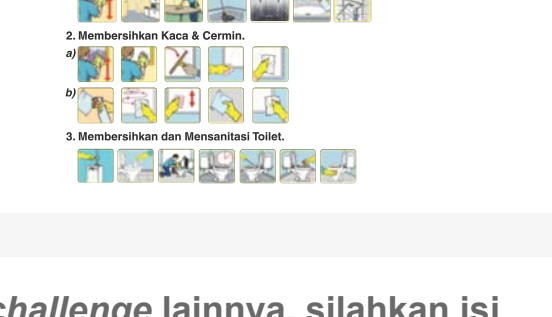 2. Membersihkan Kaca & Cermin.
a)
b)
3. Membersihkan dan Mensanitasi Toilet.
challenge lainnya, silahkan isi